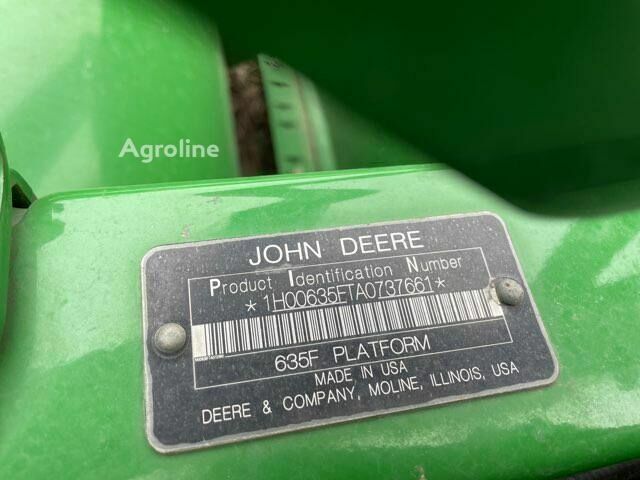 Agroline
JOHN DEERE
Product Identification Number
*1H00635FTA0737661*
635F PLATFORM
MADE IN USA
DEERE & COMPANY, MOLINE, ILLINOIS, USA